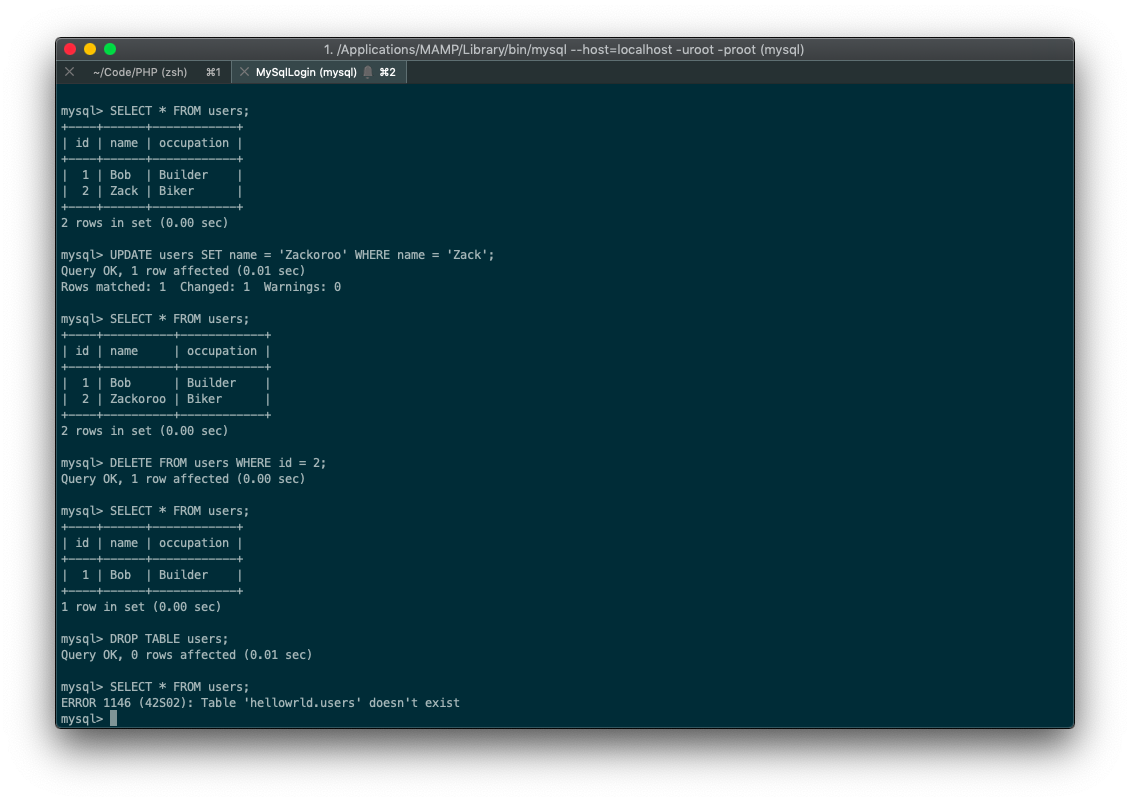 1. /Applications/MAMP/Library/bin/mysql --host=localhost -uroot -proot (mysql)
~/Code/PHP (zsh) ⌘1 MySqlLogin (mysql) ⌘2
mysql> SELECT * FROM users;
+----+------+------------+
| id | name | occupation |
+----+------+------------+
|  1 | Bob  | Builder    |
|  2 | Zack | Biker      |
+----+------+------------+
2 rows in set (0.00 sec)
mysql> UPDATE users SET name = 'Zackoroo' WHERE name = 'Zack';
Query OK, 1 row affected (0.01 sec)
Rows matched: 1  Changed: 1  Warnings: 0
mysql> SELECT * FROM users;
+----+----------+------------+
| id | name     | occupation |
+----+----------+------------+
|  1 | Bob      | Builder    |
|  2 | Zackoroo | Biker      |
+----+----------+------------+
2 rows in set (0.00 sec)
mysql> DELETE FROM users WHERE id = 2;
Query OK, 1 row affected (0.00 sec)
mysql> SELECT * FROM users;
+----+------+------------+
| id | name | occupation |
+----+------+------------+
|  1 | Bob  | Builder    |
+----+------+------------+
1 row in set (0.00 sec)
mysql> DROP TABLE users;
Query OK, 0 rows affected (0.01 sec)
mysql> SELECT * FROM users;
ERROR 1146 (42S02): Table 'hellowrld.users' doesn't exist
mysql>